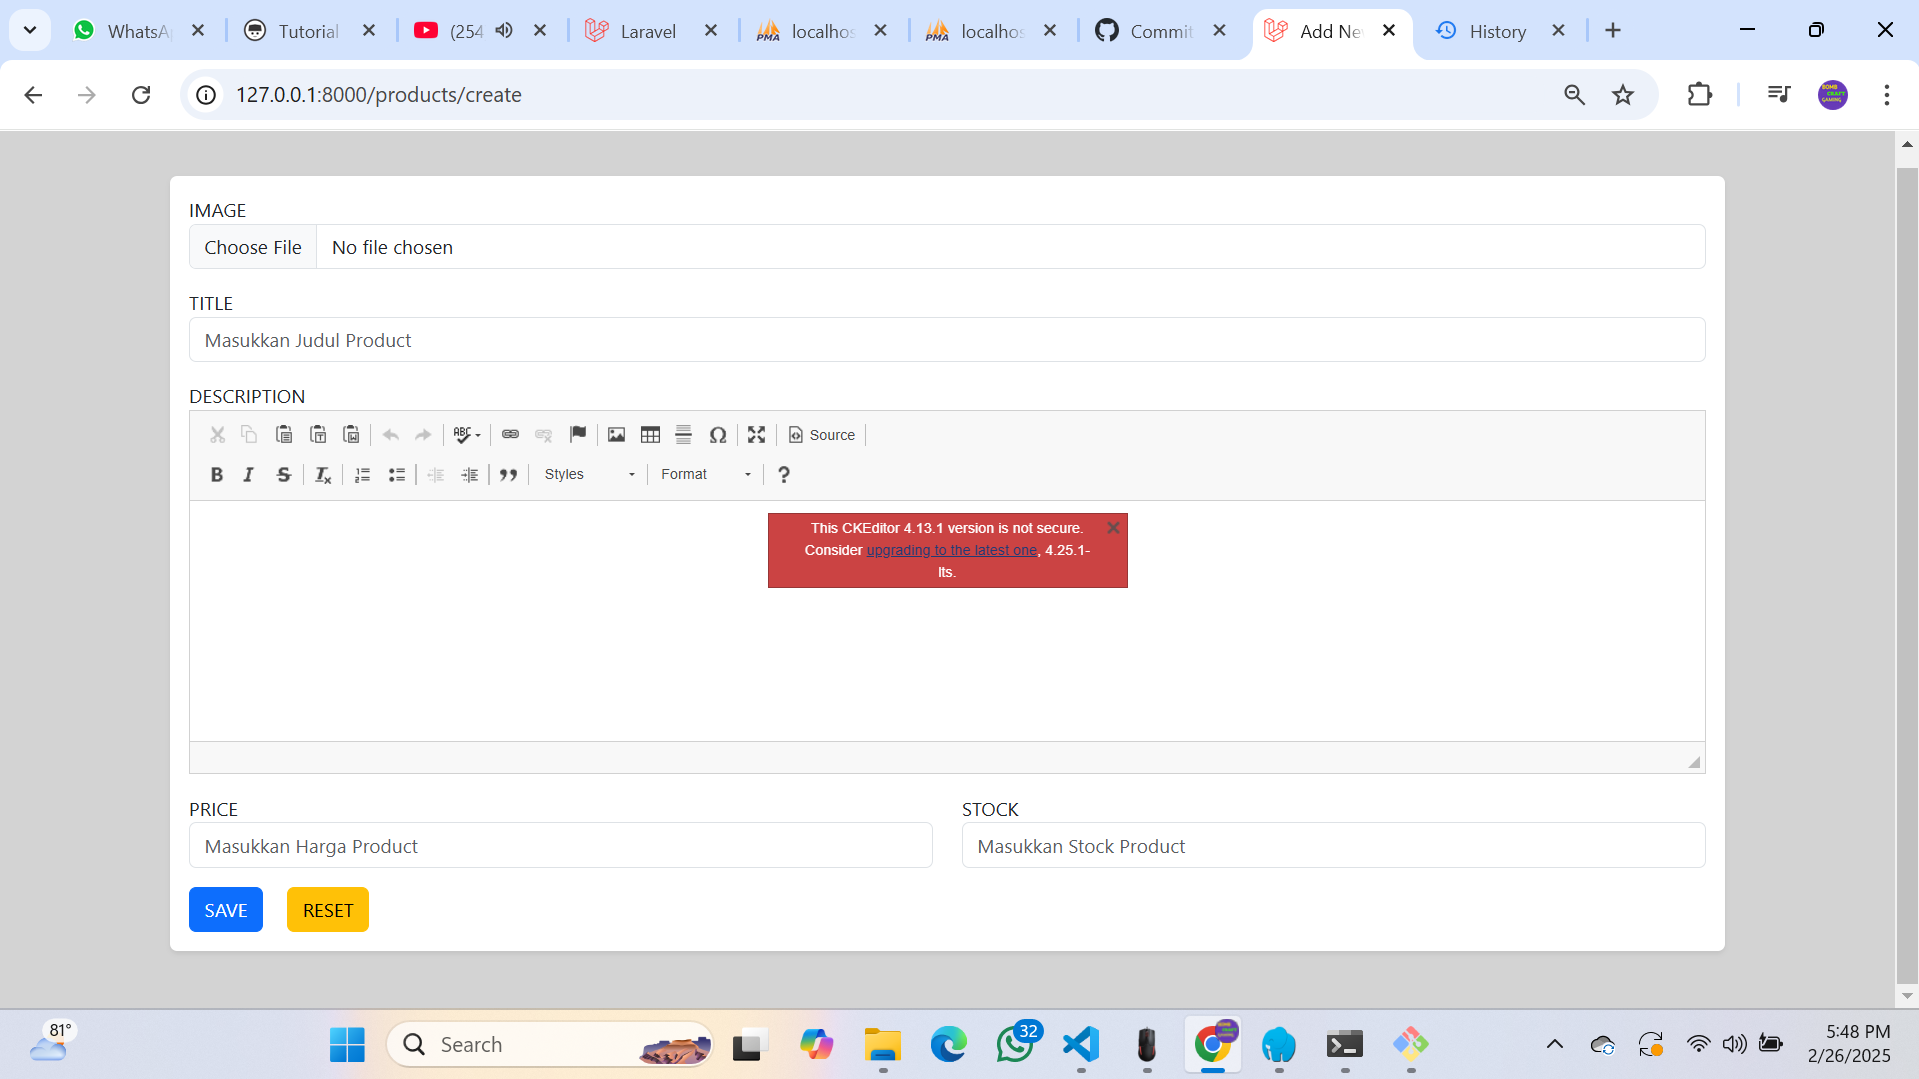 WhatsA
Tutorial
(254
Laravel
localhos
localhos
Commit
Add Ne
History
127.0.0.1:8000/products/create
BOMB CRAFT GAMING
IMAGE
Choose File
No file chosen
TITLE
Masukkan Judul Product
DESCRIPTION
Source
Styles
Format
This CKEditor 4.13.1 version is not secure.
Consider upgrading to the latest one, 4.25.1-
lts.
PRICE
STOCK
Masukkan Harga Product
Masukkan Stock Product
SAVE
RESET
81°
Search
32
5:48 PM
2/26/2025